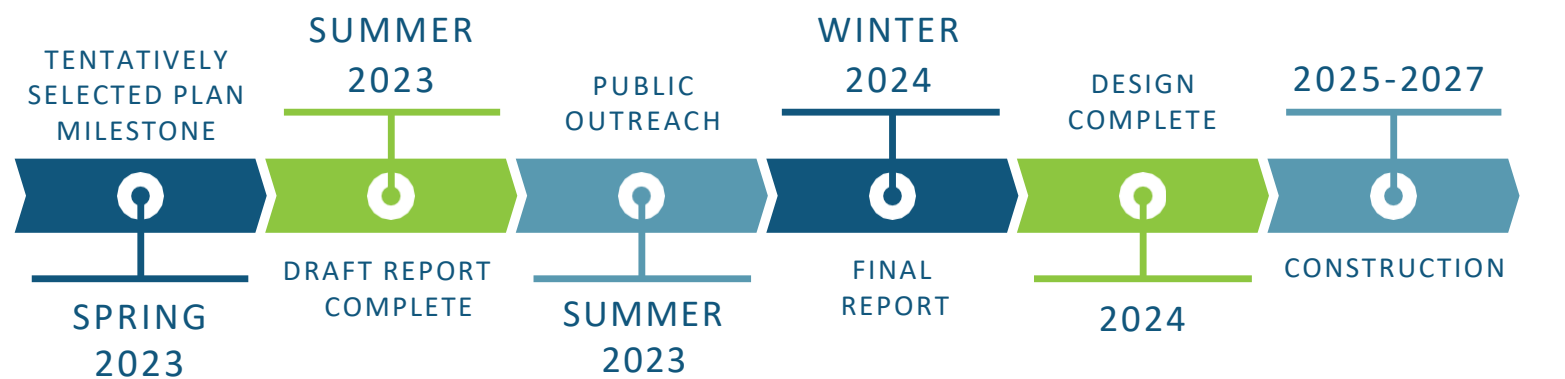 TENTATIVELY
SELECTED PLAN
MILESTONE
SPRING
2023
SUMMER
2023
DRAFT REPORT
COMPLETE
PUBLIC
OUTREACH
SUMMER
2023
WINTER
2024
FINAL
REPORT
DESIGN
COMPLETE
2024
2025-2027
CONSTRUCTION